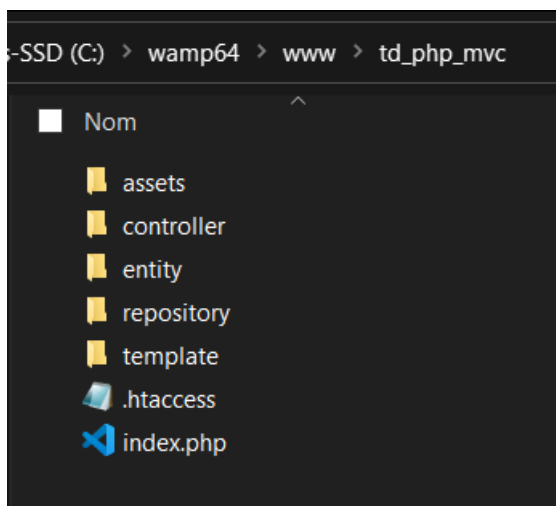 s-SSD (C:) > wamp64 > www > td_php_mvc
Nom
assets
controller
entity
repository
template
.htaccess
index.php